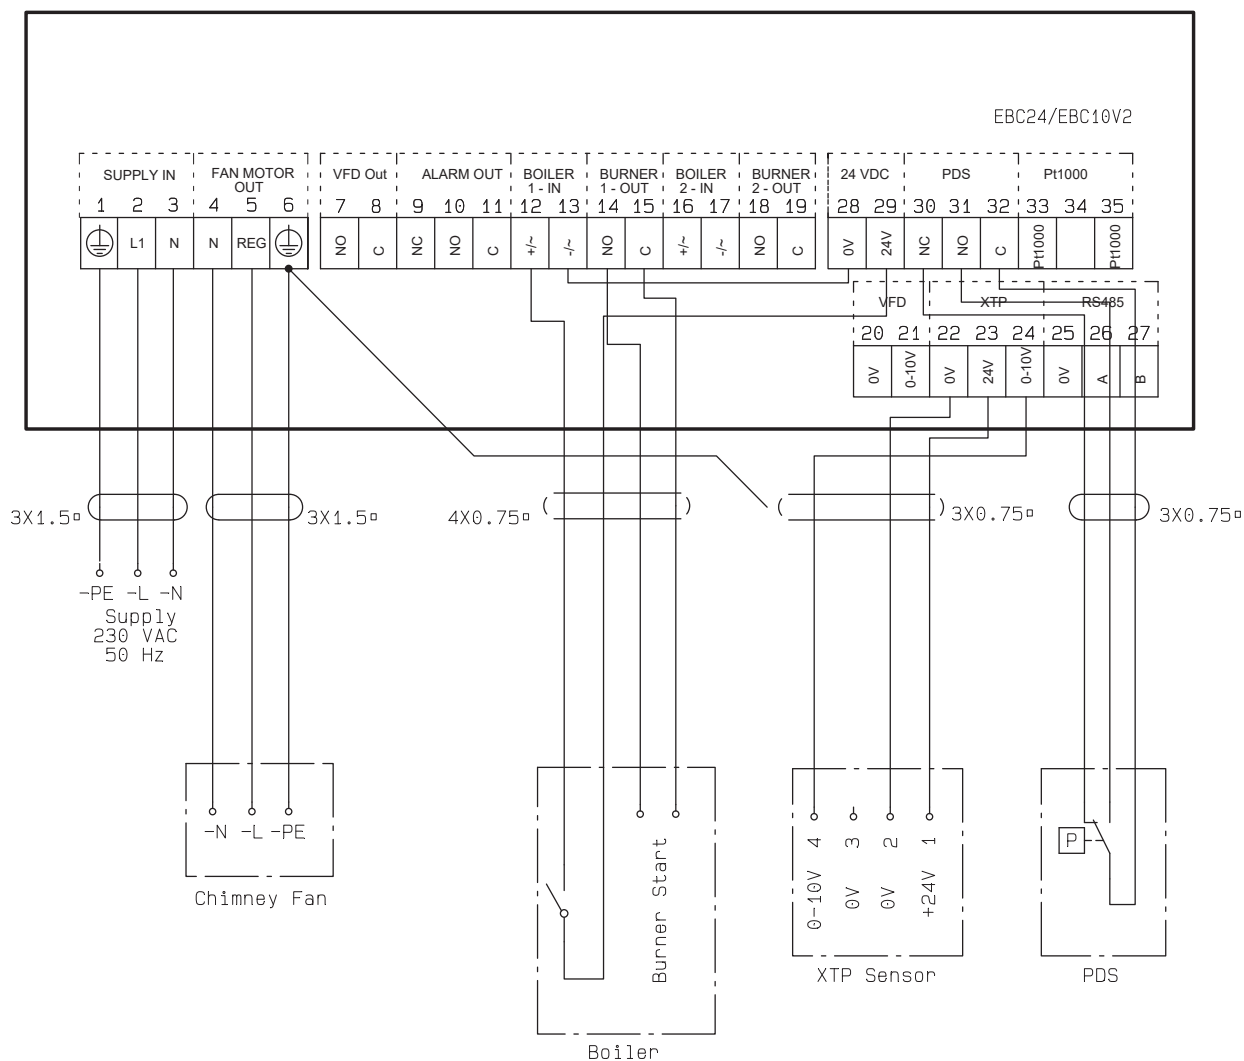 EBC24/EBC10V2
SUPPLY IN FAN MOTOR OUT VFD Out ALARM OUT BOILER 1 - IN BURNER 1 - OUT BOILER 2 - IN BURNER 2 - OUT 24 VDC PDS Pt1000
1 2 3 4 5 6 7 8 9 10 11 12 13 14 15 16 17 18 19 28 29 30 31 32 33 34 35
L1 N N REG NO C NC NO C +/~ -/~ NO C +/~ -/~ NO C 0V 24V NC NO C Pt1000 Pt1000
VFD XTP RS485
20 21 22 23 24 25 26 27
0V 0-10V 0V 24V 0-10V 0V A B
3X1.5▫ 3X1.5▫ 4X0.75▫ 3X0.75▫ 3X0.75▫
-PE -L -N
Supply
230 VAC
50 Hz
-N -L -PE
Chimney Fan
Burner Start
Boiler
4 3 2 1
0-10V 0V 0V +24V
XTP Sensor
P
PDS